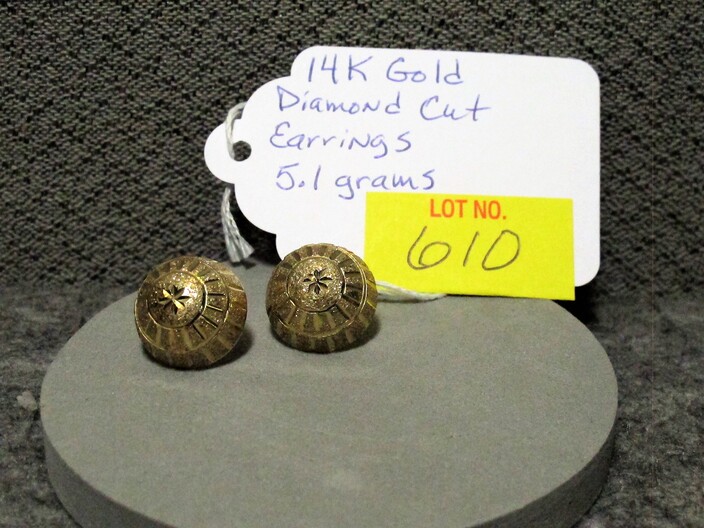 14K Gold
Diamond Cut
Earrings
5.1 grams
LOT NO.
610